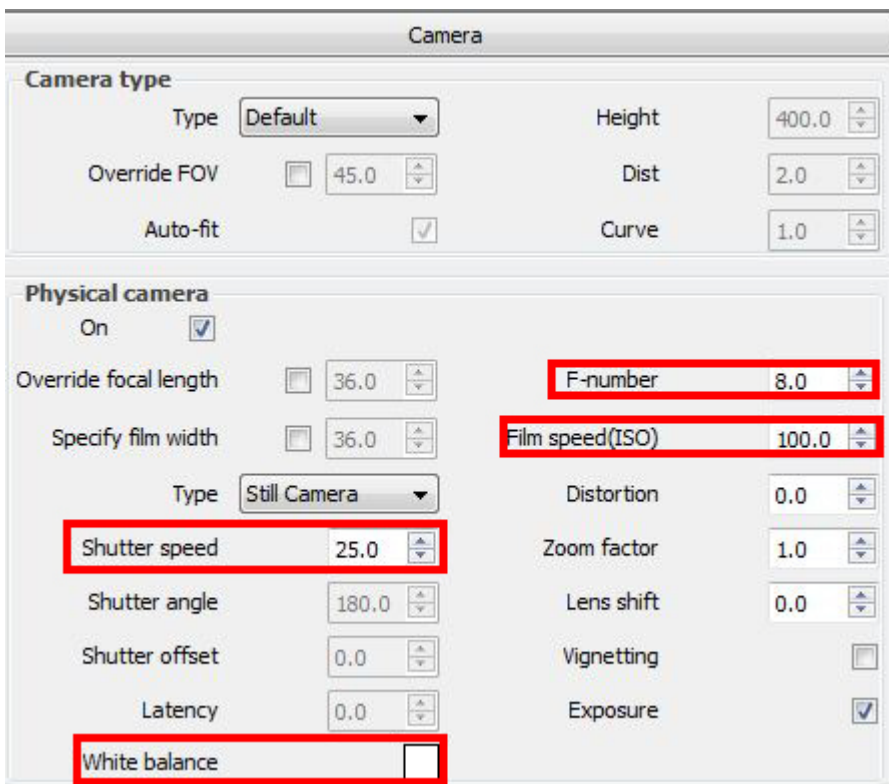 Camera
Camera type
Type Default Height 400.0
Override FOV 45.0 Dist 2.0
Auto-fit Curve 1.0
Physical camera
On
Override focal length 36.0 F-number 8.0
Specify film width 36.0 Film speed(ISO) 100.0
Type Still Camera Distortion 0.0
Shutter speed 25.0 Zoom factor 1.0
Shutter angle 180.0 Lens shift 0.0
Shutter offset 0.0 Vignetting
Latency 0.0 Exposure
White balance